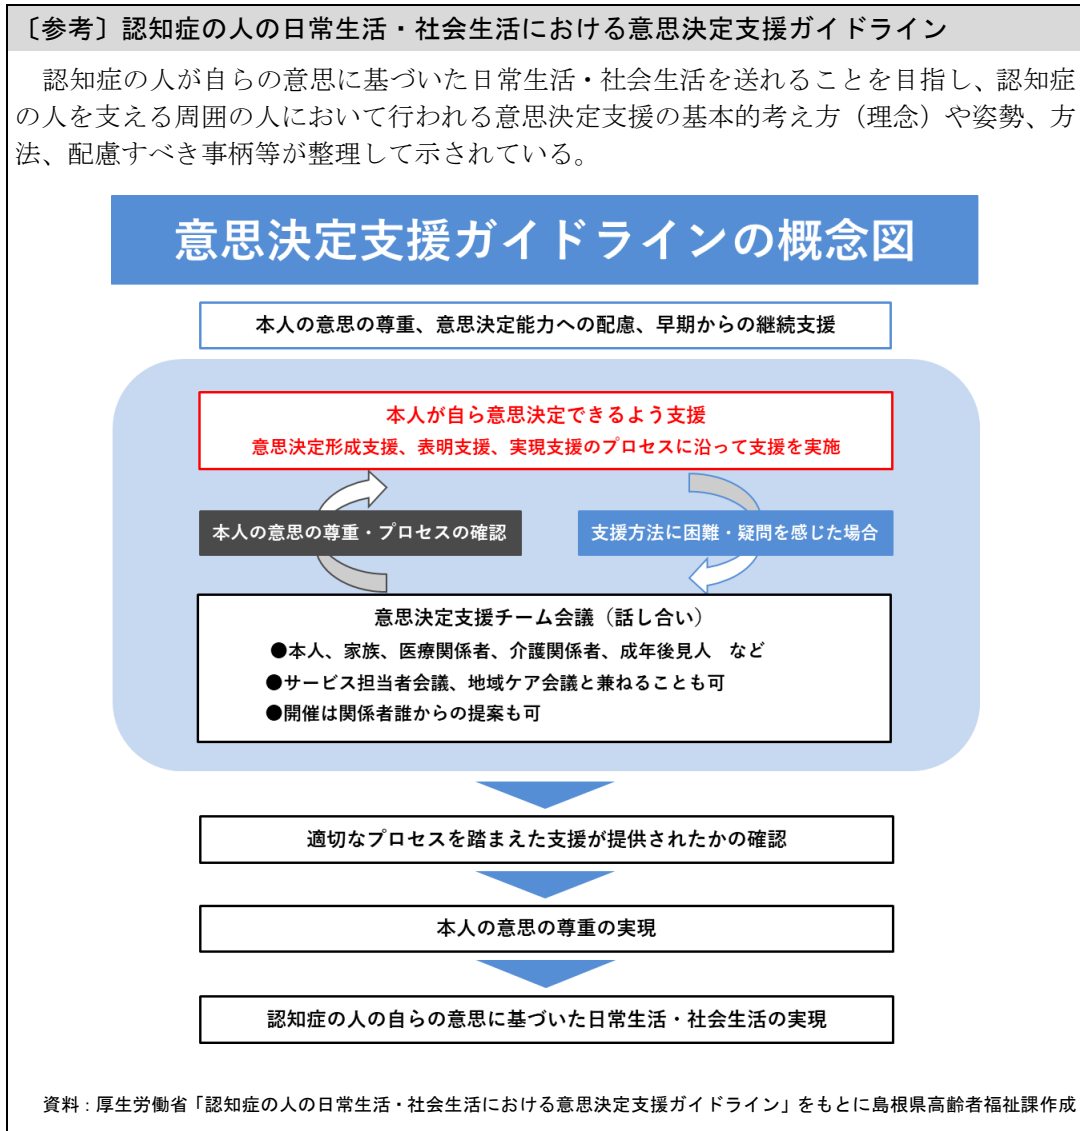 〔参考〕認知症の人の日常生活・社会生活における意思決定支援ガイドライン
認知症の人が自らの意思に基づいた日常生活・社会生活を送れることを目指し、認知症
の人を支える周囲の人において行われる意思決定支援の基本的考え方（理念）や姿勢、方
法、配慮すべき事柄等が整理して示されている。
意思決定支援ガイドラインの概念図
本人の意思の尊重、意思決定能力への配慮、早期からの継続支援
本人が自ら意思決定できるよう支援
意思決定形成支援、表明支援、実現支援のプロセスに沿って支援を実施
本人の意思の尊重・プロセスの確認
支援方法に困難・疑問を感じた場合
意思決定支援チーム会議（話し合い）
●本人、家族、医療関係者、介護関係者、成年後見人　など
●サービス担当者会議、地域ケア会議と兼ねることも可
●開催は関係者誰からの提案も可
適切なプロセスを踏まえた支援が提供されたかの確認
本人の意思の尊重の実現
認知症の人の自らの意思に基づいた日常生活・社会生活の実現
資料：厚生労働省「認知症の人の日常生活・社会生活における意思決定支援ガイドライン」をもとに島根県高齢者福祉課作成